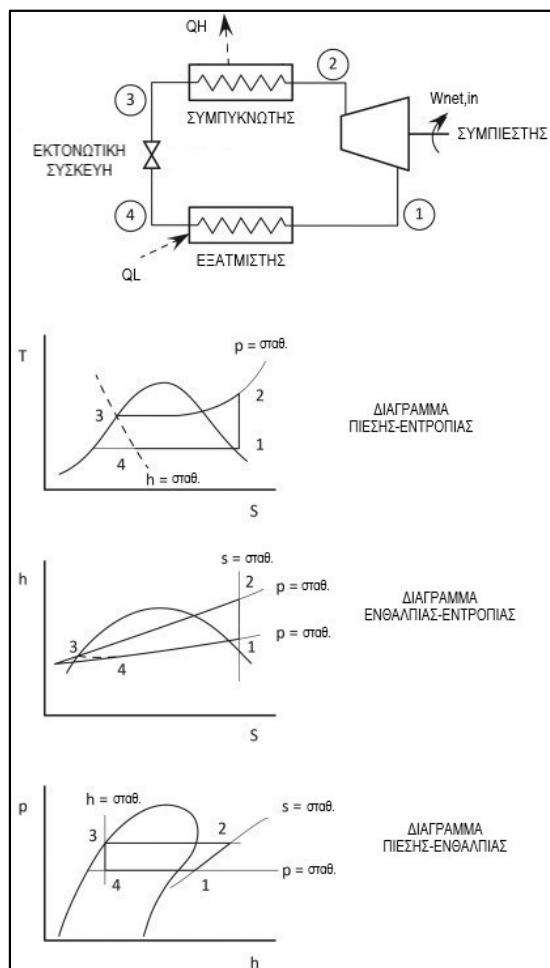 QH
2
3
ΣΥΜΠΥΚΝΩΤΗΣ
Wnet,in
ΣΥΜΠΙΕΣΤΗΣ
ΕΚΤΟΝΩΤΙΚΗ
ΣΥΣΚΕΥΗ
4
1
ΕΞΑΤΜΙΣΤΗΣ
QL
T
p = σταθ.
2
3
1
4
h = σταθ.
S
ΔΙΑΓΡΑΜΜΑ
ΠΙΕΣΗΣ-ΕΝΤΡΟΠΙΑΣ
h
s = σταθ.
2
p = σταθ.
p = σταθ.
3
1
4
S
ΔΙΑΓΡΑΜΜΑ
ΕΝΘΑΛΠΙΑΣ-ΕΝΤΡΟΠΙΑΣ
p
h = σταθ.
s = σταθ.
3
2
4
1
p = σταθ.
h
ΔΙΑΓΡΑΜΜΑ
ΠΙΕΣΗΣ-ΕΝΘΑΛΠΙΑΣ